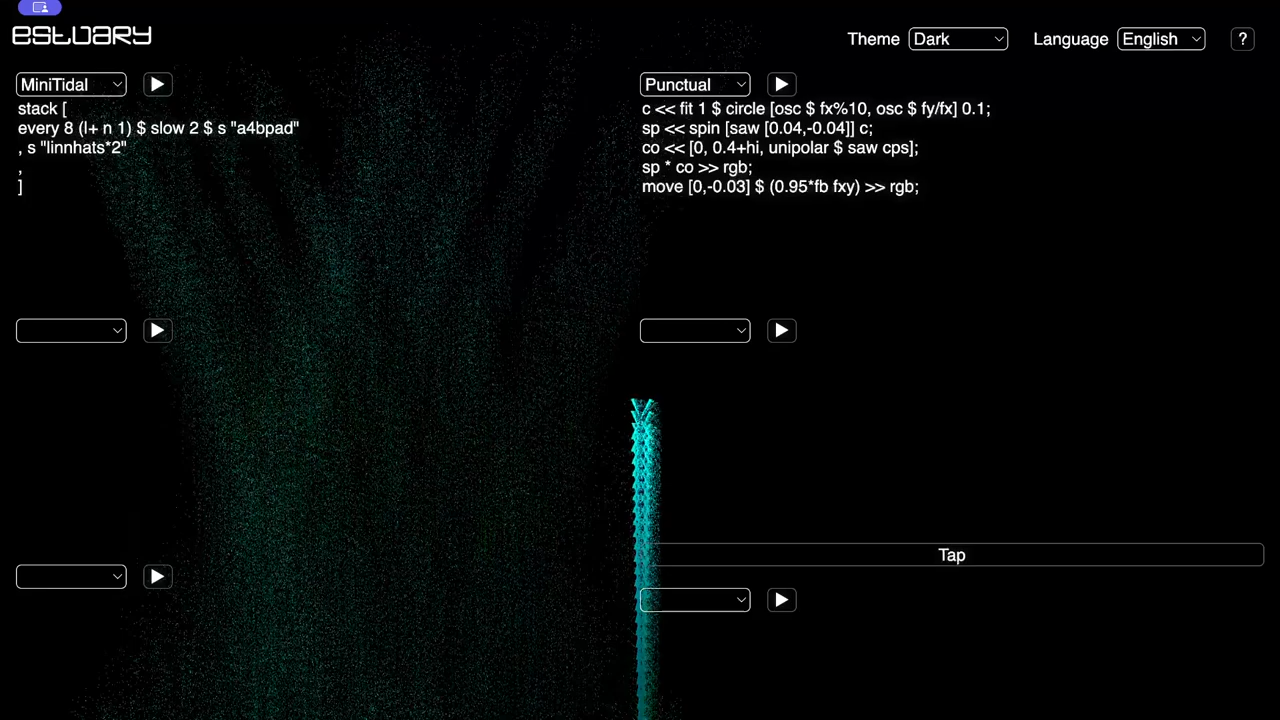 estuary
Theme Dark Language English ?
MiniTidal
stack [
every 8 (|+ n 1) $ slow 2 $ s "a4bpad"
, s "linnhats*2"
,
]
Punctual
c << fit 1 $ circle [osc $ fx%10, osc $ fy/fx] 0.1;
sp << spin [saw [0.04,-0.04]] c;
co << [0, 0.4+hi, unipolar $ saw cps];
sp * co >> rgb;
move [0,-0.03] $ (0.95*fb fxy) >> rgb;
Tap